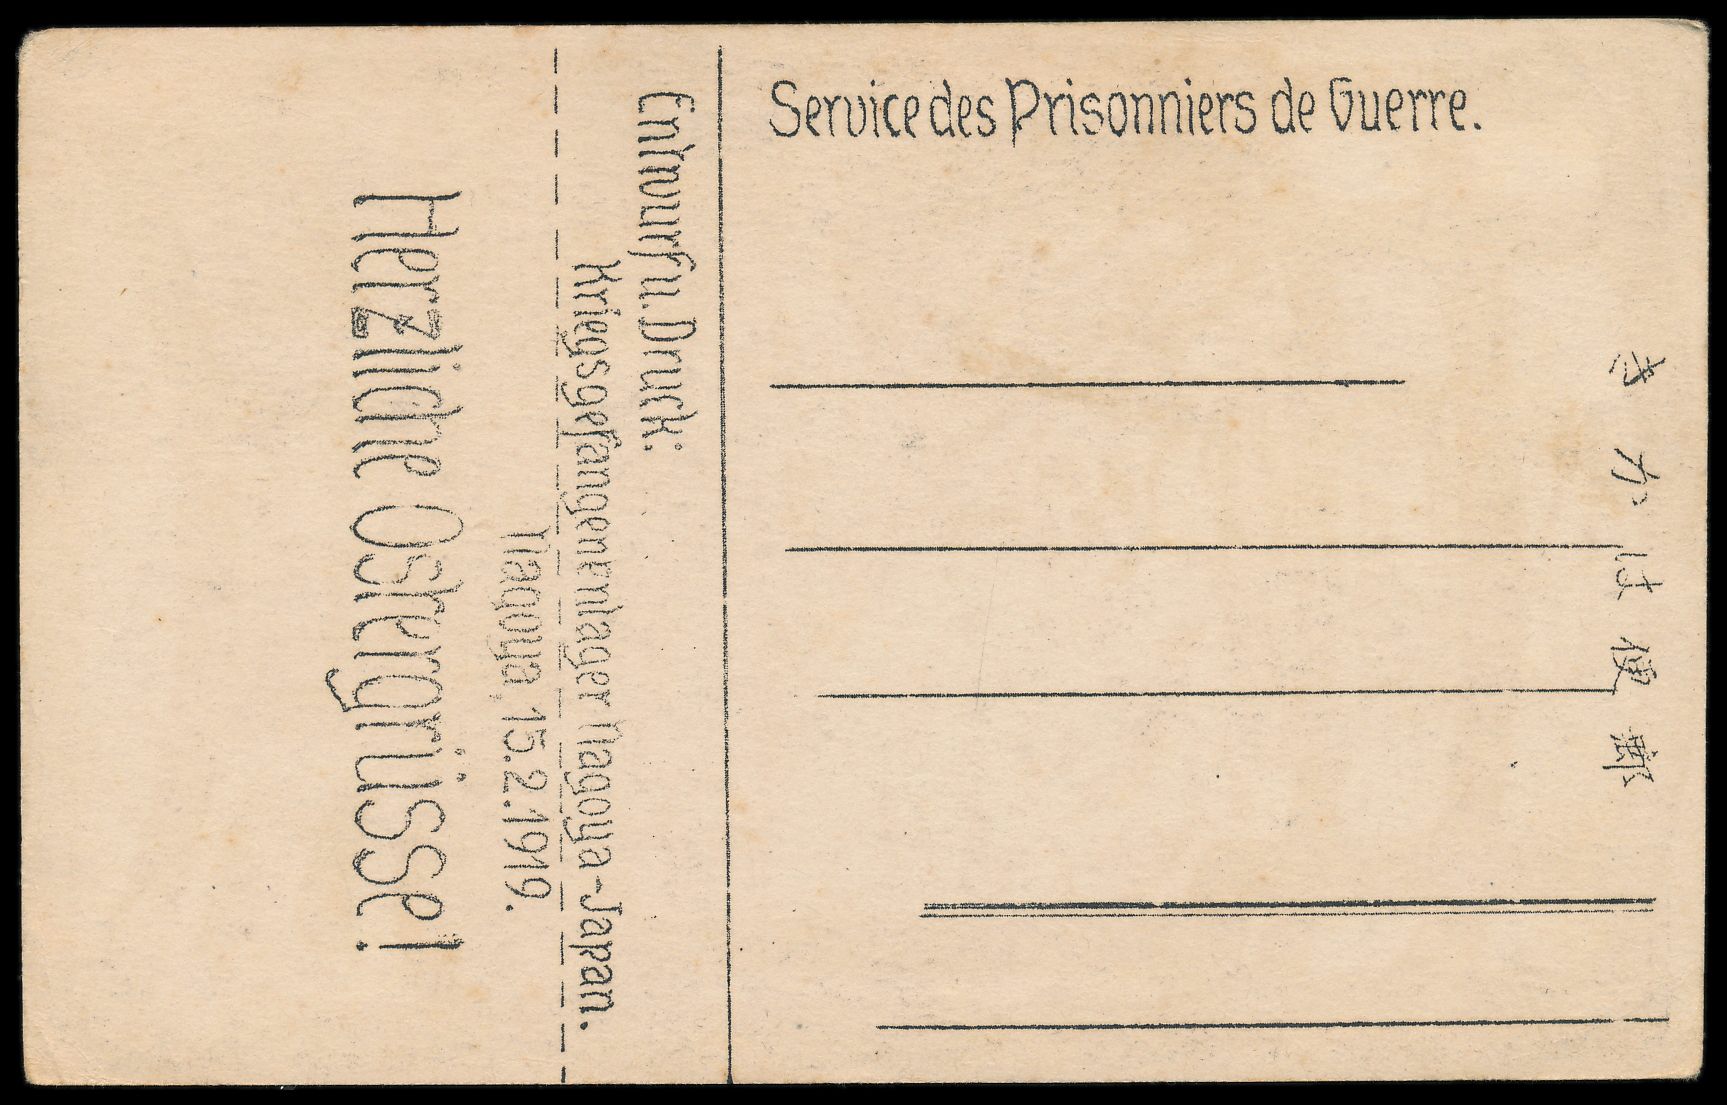 Service des Prisonniers de Guerre.
郵便はがき
Entwurf u. Druck:
Kriegsgefangenenlager Nagoya-Japan.
Nagoya, 15.2.1919.
Herzliche Ostergrüsse!